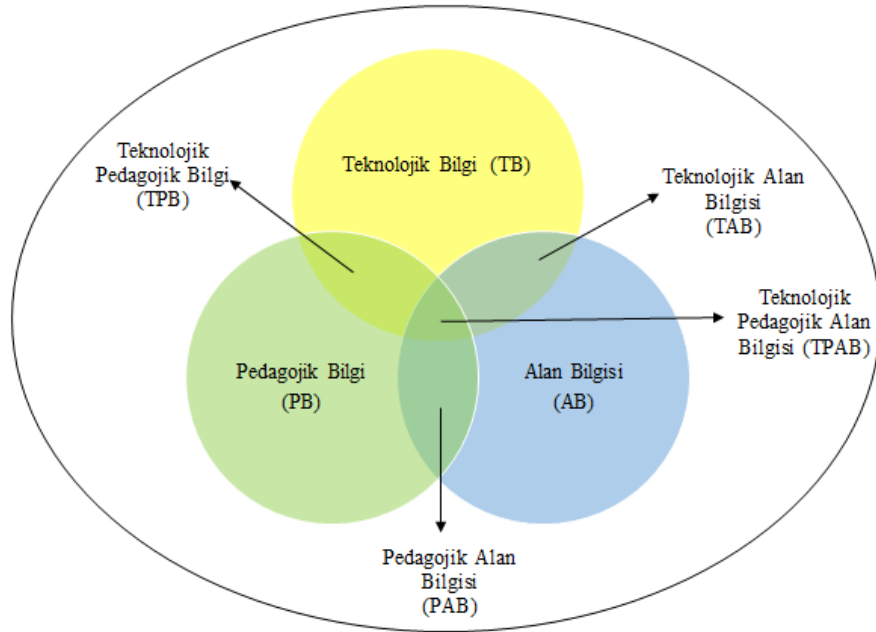 Teknolojik Bilgi (TB)
Teknolojik
Pedagojik Bilgi
(TPB)
Teknolojik Alan
Bilgisi
(TAB)
Teknolojik
Pedagojik Alan
Bilgisi (TPAB)
Pedagojik Bilgi
(PB)
Alan Bilgisi
(AB)
Pedagojik Alan
Bilgisi
(PAB)